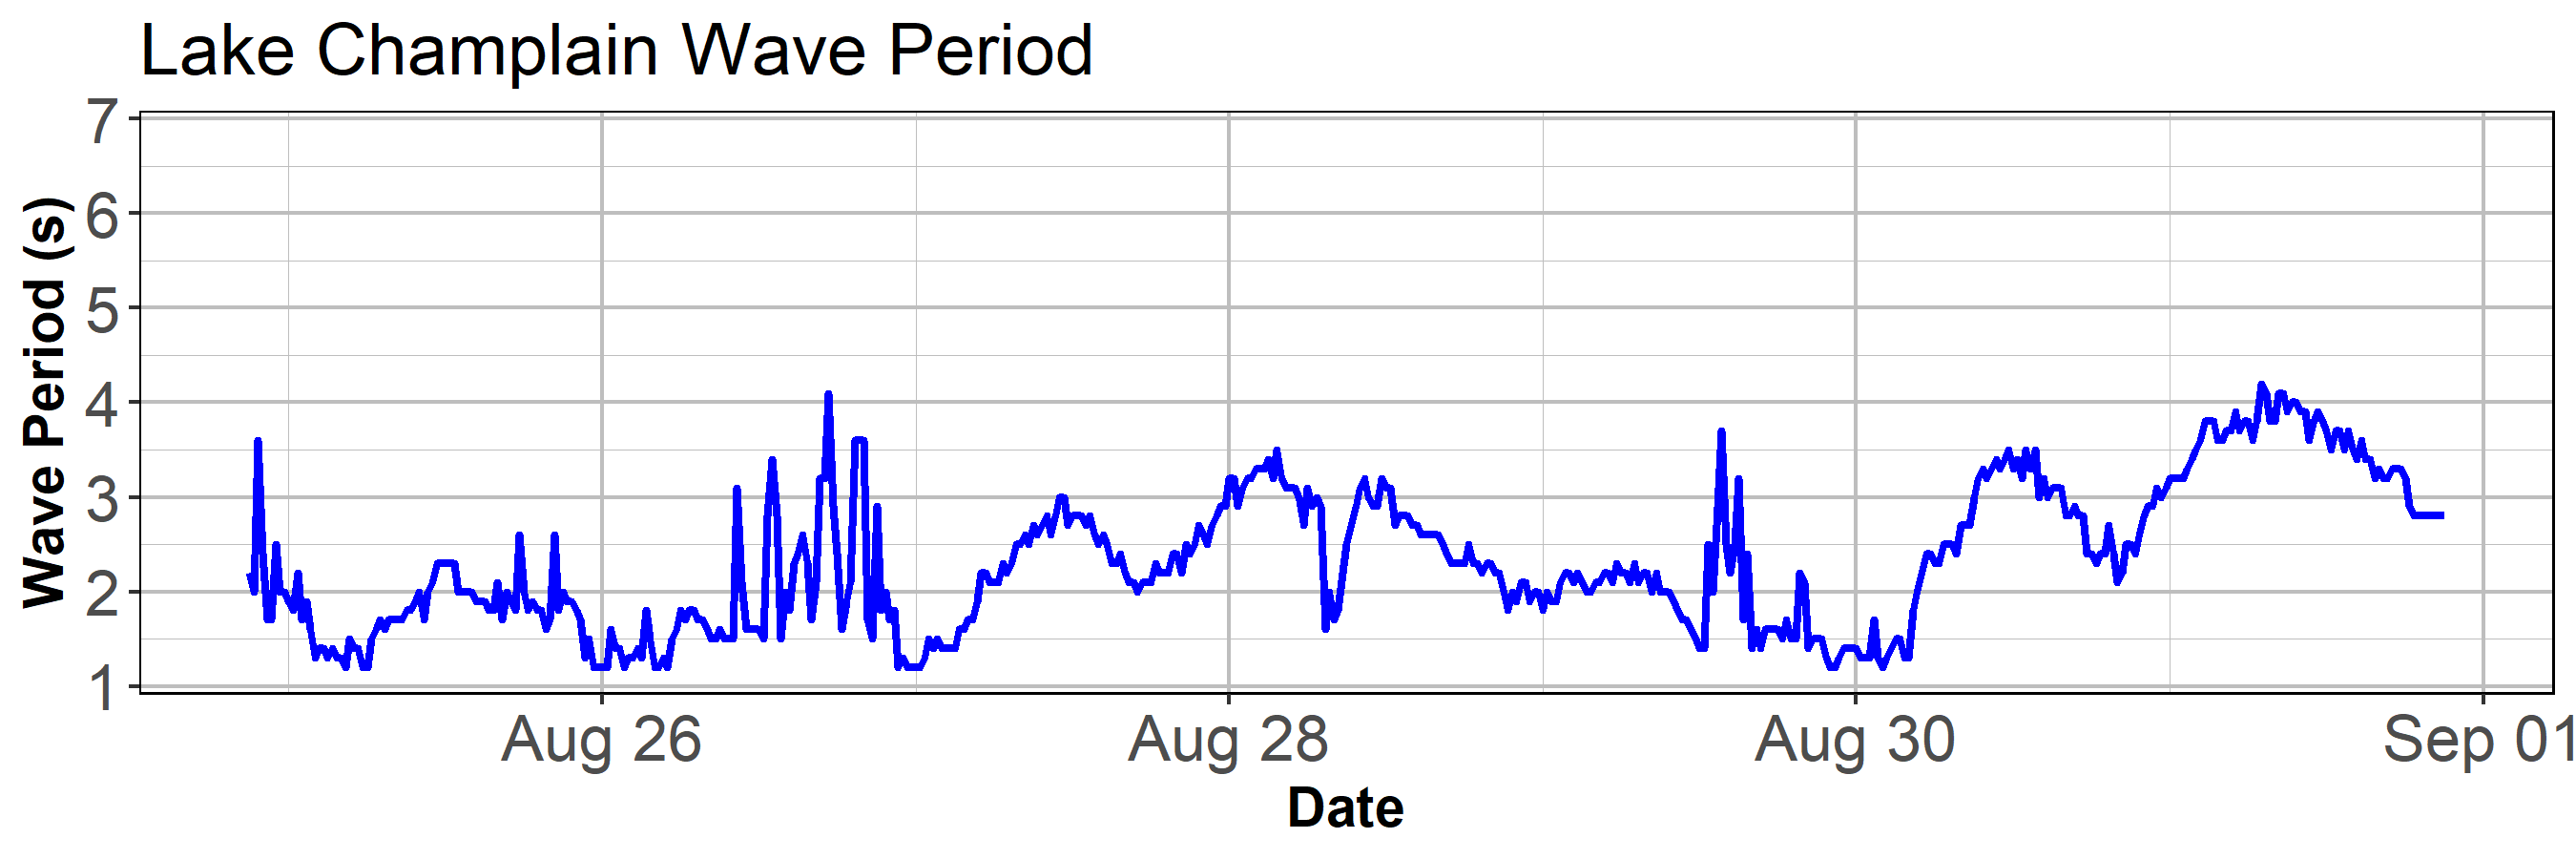 Lake Champlain Wave Period
Wave Period (s)
7
6
5
4
3
2
1
Aug 26
Aug 28
Aug 30
Sep 01
Date